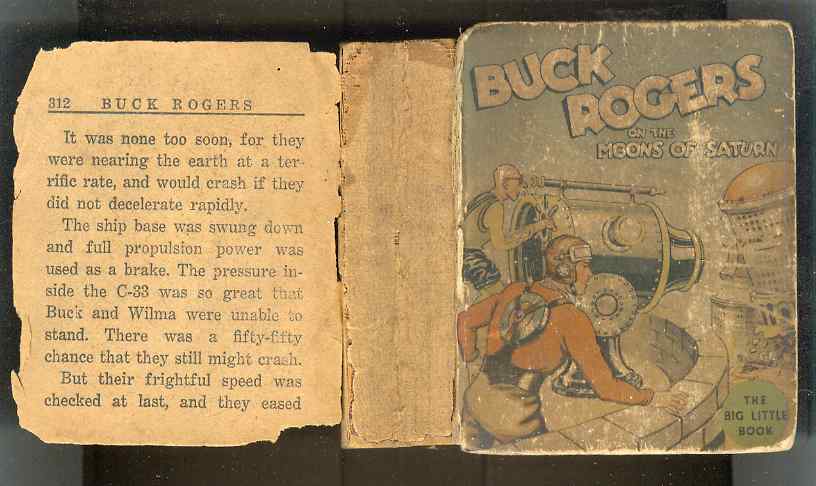 312 BUCK ROGERS
It was none too soon, for they
were nearing the earth at a ter-
rific rate, and would crash if they
did not decelerate rapidly.
The ship base was swung down
and full propulsion power was
used as a brake. The pressure in-
side the C-33 was so great that
Buck and Wilma were unable to
stand. There was a fifty-fifty
chance that they still might crash.
But their frightful speed was
checked at last, and they eased
BUCK
ROGERS
ON THE
MOONS OF SATURN
THE
BIG LITTLE
BOOK